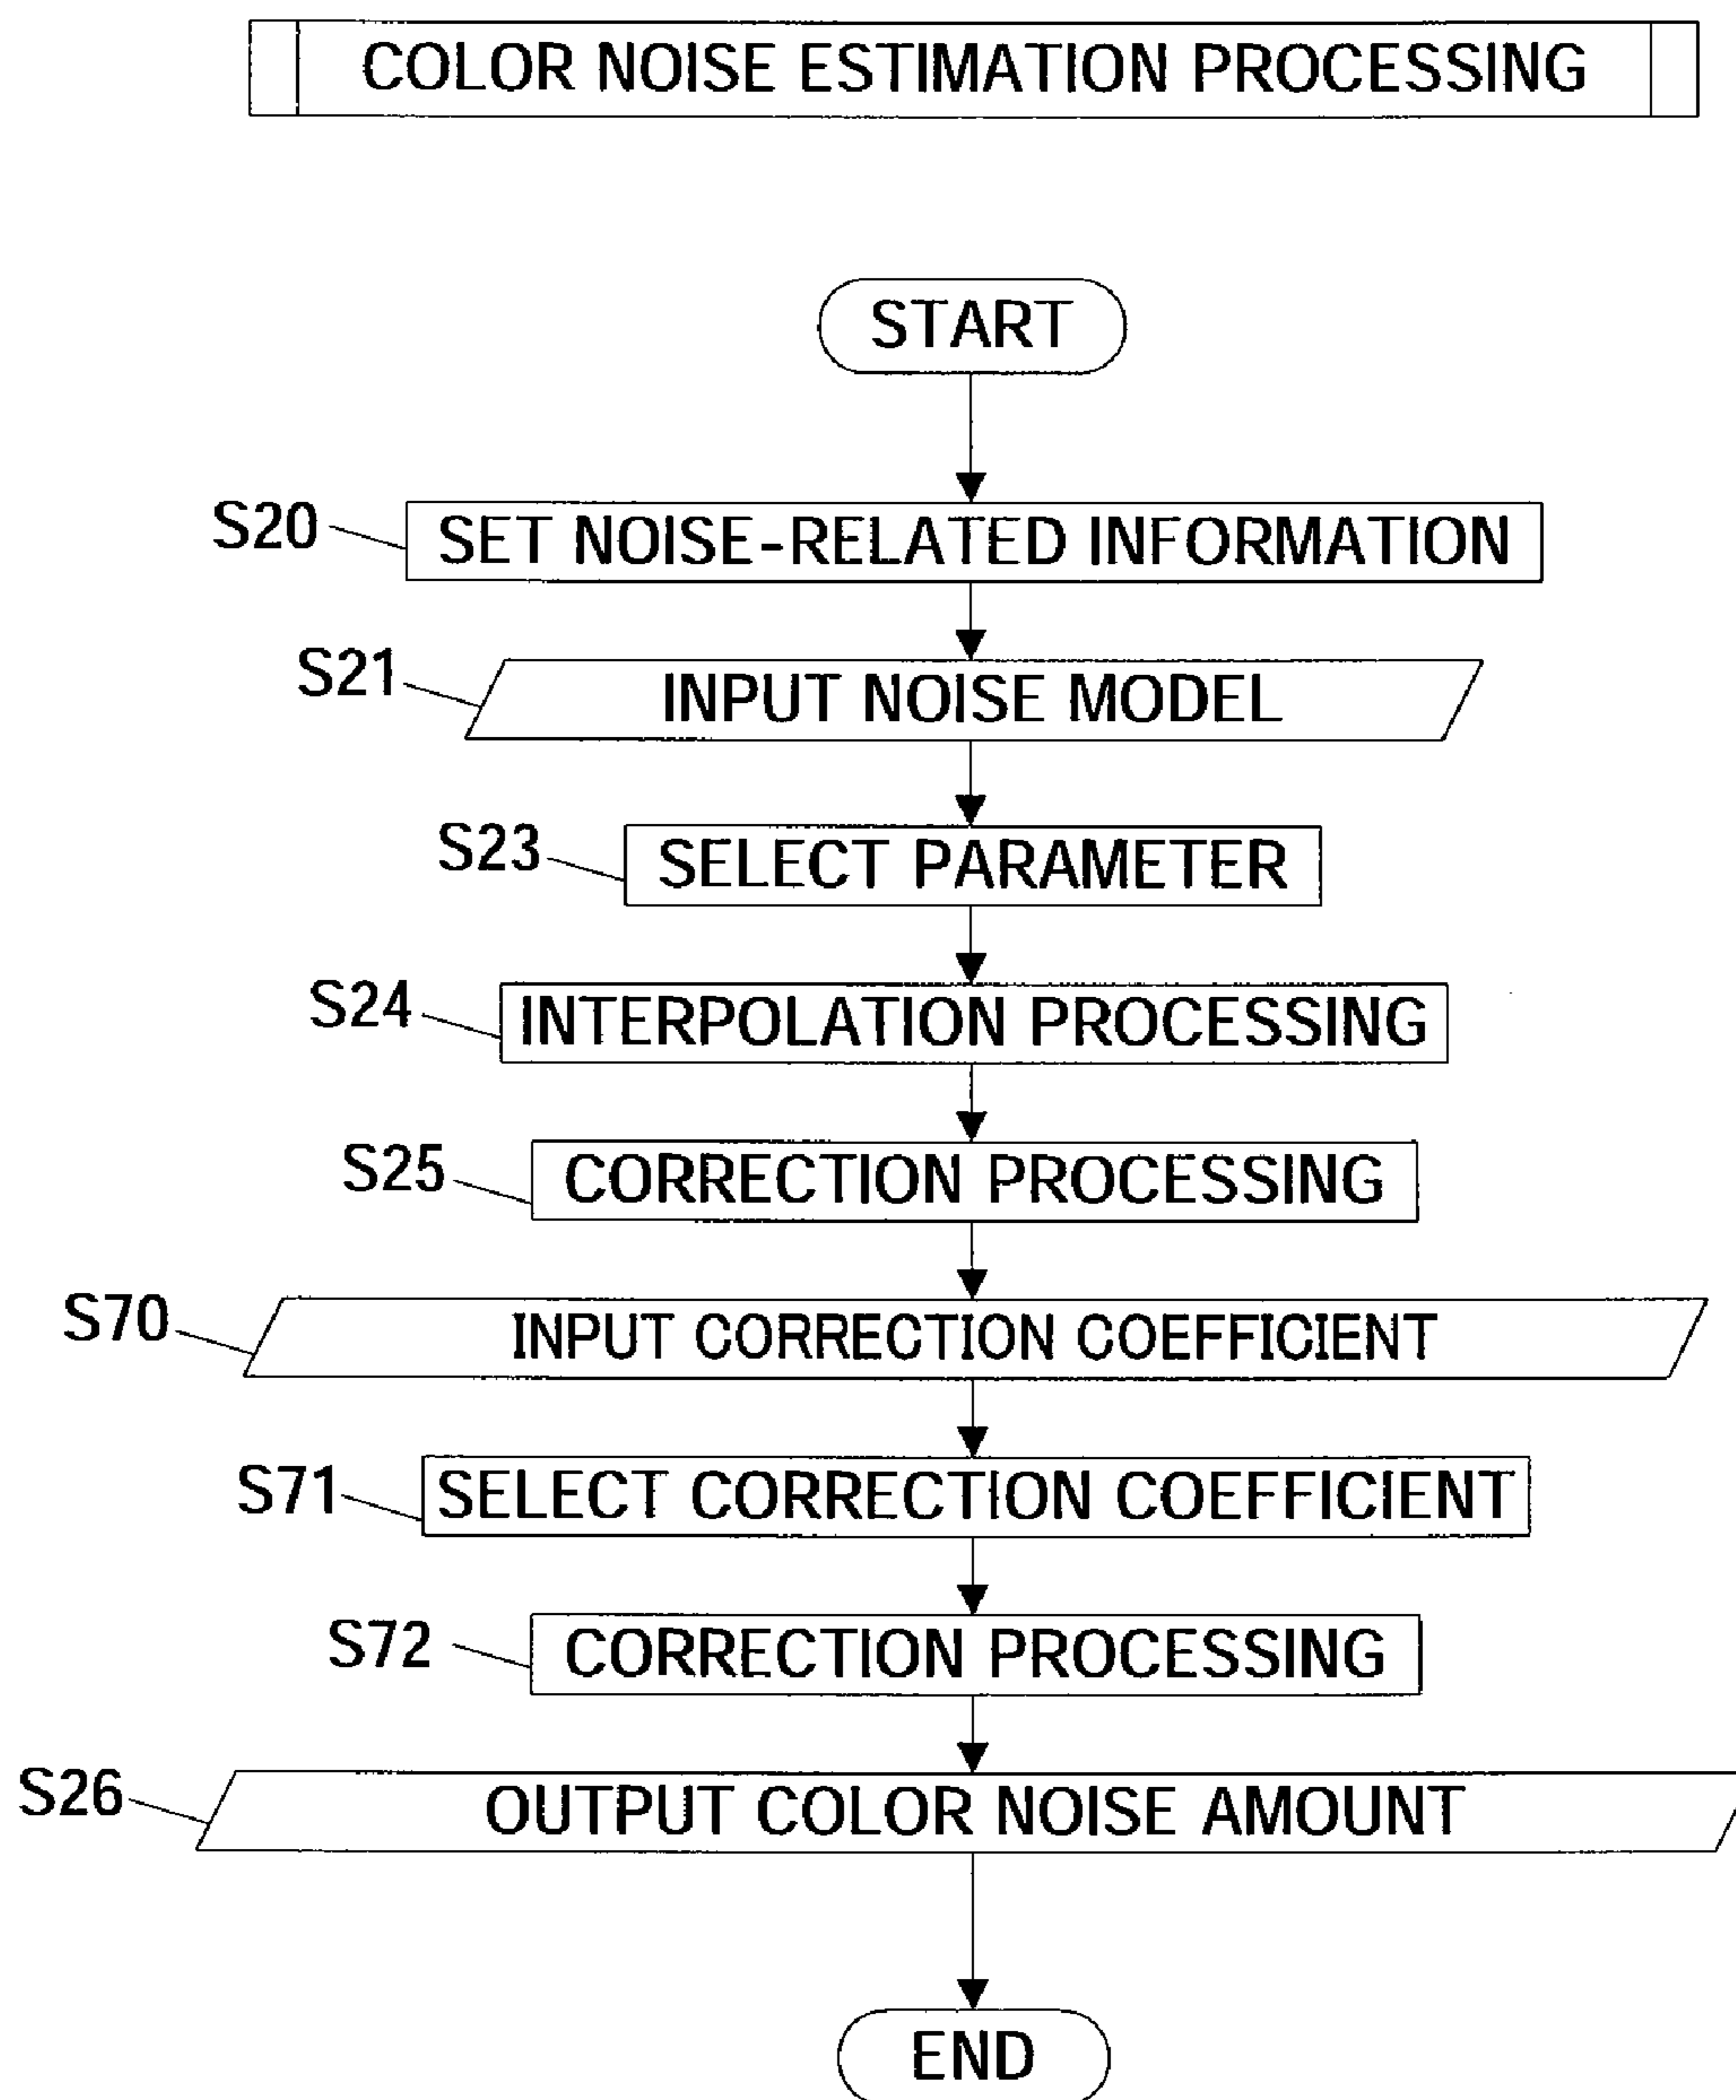 COLOR NOISE ESTIMATION PROCESSING
START
S20 SET NOISE-RELATED INFORMATION
S21 INPUT NOISE MODEL
S23 SELECT PARAMETER
S24 INTERPOLATION PROCESSING
S25 CORRECTION PROCESSING
S70 INPUT CORRECTION COEFFICIENT
S71 SELECT CORRECTION COEFFICIENT
S72 CORRECTION PROCESSING
S26 OUTPUT COLOR NOISE AMOUNT
END